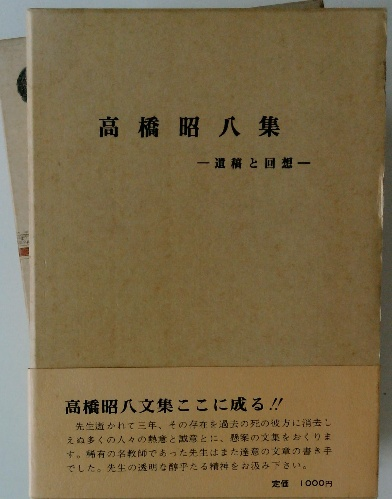 高橋昭八集
―遺稿と回想―
高橋昭八文集ここに成る!!
先生逝かれて三年、その存在を過去の死の彼方に消去し
えぬ多くの人々の熱意と誠意とに、懸案の文集をおくりま
す。稀有の名教師であった先生はまた達意の文章の書き手
でした。先生の透明な醇乎たる精神をお汲み下さい。
定価 1000円